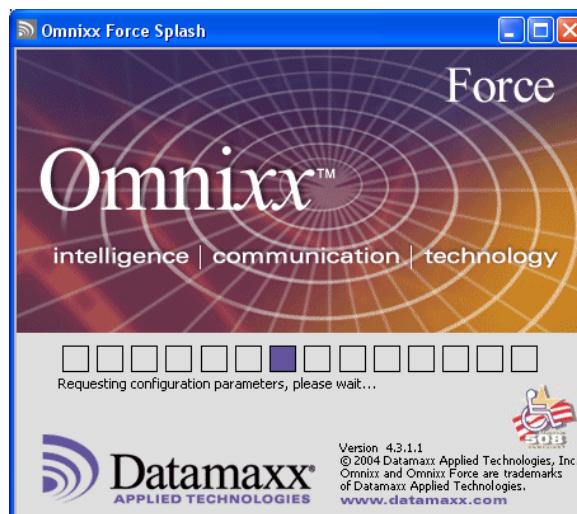 Omnixx Force Splash
Force
Omnixx™
intelligence | communication | technology
Requesting configuration parameters, please wait...
508
Datamaxx®
APPLIED TECHNOLOGIES
Version 4.3.1.1
© 2004 Datamaxx Applied Technologies, Inc
Omnixx and Omnixx Force are trademarks
of Datamaxx Applied Technologies.
www.datamaxx.com